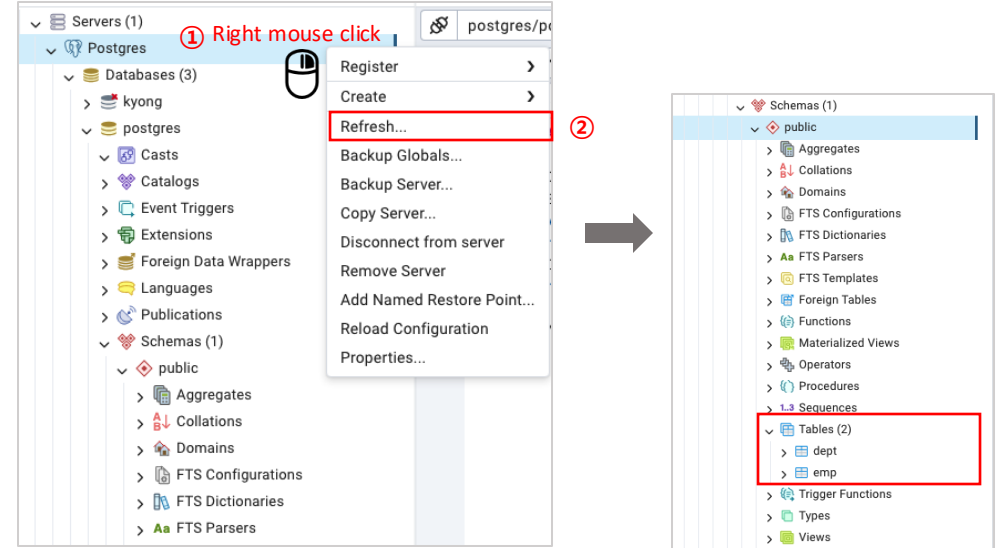 Servers (1)
Postgres
① Right mouse click
Databases (3)
kyong
postgres
Casts
Catalogs
Event Triggers
Extensions
Foreign Data Wrappers
Languages
Publications
Schemas (1)
public
Aggregates
Collations
Domains
FTS Configurations
FTS Dictionaries
Aa FTS Parsers
postgres/po
Register
Create
Refresh...
②
Backup Globals...
Backup Server...
Copy Server...
Disconnect from server
Remove Server
Add Named Restore Point...
Reload Configuration
Properties...
Schemas (1)
public
Aggregates
Collations
Domains
FTS Configurations
FTS Dictionaries
Aa FTS Parsers
FTS Templates
Foreign Tables
Functions
Materialized Views
Operators
Procedures
1..3 Sequences
Tables (2)
dept
emp
Trigger Functions
Types
Views